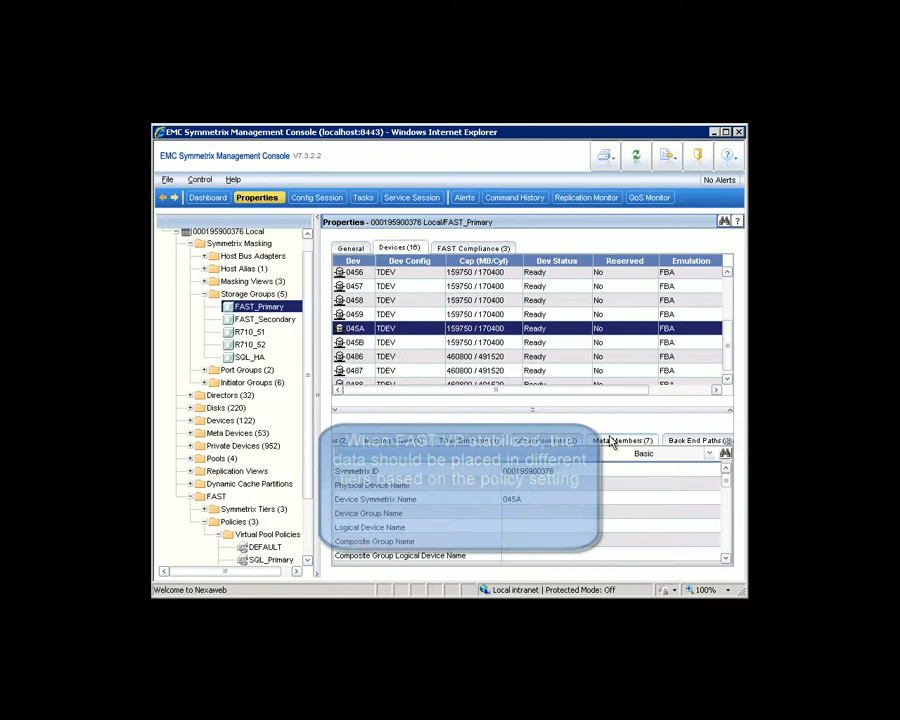 EMC Symmetrix Management Console (localhost:8443) - Windows Internet Explorer
EMC Symmetrix Management Console V7.3.2.2
File Control Help No Alerts
Dashboard Properties Config Session Tasks Service Session Alerts Command History Replication Monitor QoS Monitor
000195900376 Local
Symmetrix Masking
Host Bus Adapters
Host Alias (1)
Masking Views (3)
Storage Groups (5)
FAST_Primary
FAST_Secondary
R710_51
R710_52
SQL_HA
Port Groups (2)
Initiator Groups (6)
Directors (32)
Disks (220)
Devices (122)
Meta Devices (53)
Private Devices (952)
Pools (4)
Replication Views
Dynamic Cache Partitions
FAST
Symmetrix Tiers (3)
Policies (3)
Virtual Pool Policies
DEFAULT
SQL_Primary
Properties - 000195900376 Local/FAST_Primary
General Devices (16) FAST Compliance (3)
Dev Dev Config Cap (MB/Cyl) Dev Status Reserved Emulation
0456 TDEV 159750 / 170400 Ready No FBA
0457 TDEV 159750 / 170400 Ready No FBA
0458 TDEV 159750 / 170400 Ready No FBA
0459 TDEV 159750 / 170400 Ready No FBA
045A TDEV 159750 / 170400 Ready No FBA
045B TDEV 159750 / 170400 Ready No FBA
0486 TDEV 460800 / 491520 Ready No FBA
0487 TDEV 460800 / 491520 Ready No FBA
0488 TDEV 460800 / 491520 Ready No FBA
Meta Members (7) Back End Paths
Basic
data should be placed in different
tiers based on the policy setting
Symmetrix ID 000195900376
Physical Device Name
Device Symmetrix Name 045A
Device Group Name
Logical Device Name
Composite Group Name
Composite Group Logical Device Name
Welcome to Nexaweb Local intranet | Protected Mode: Off 100%